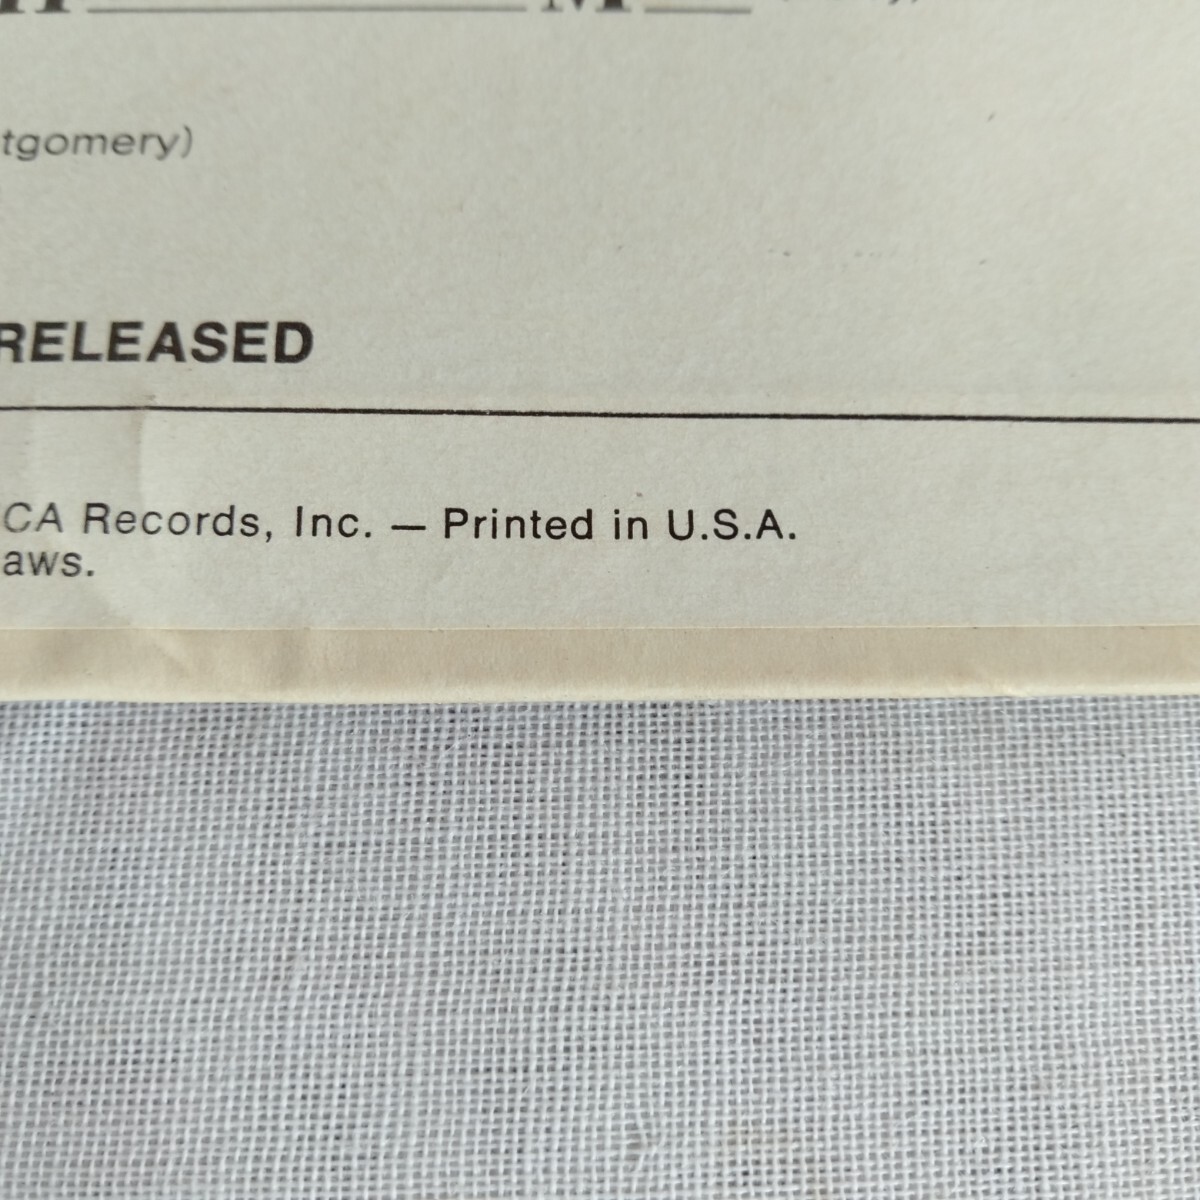 tgomery)
RELEASED
CA Records, Inc. — Printed in U.S.A.
aws.